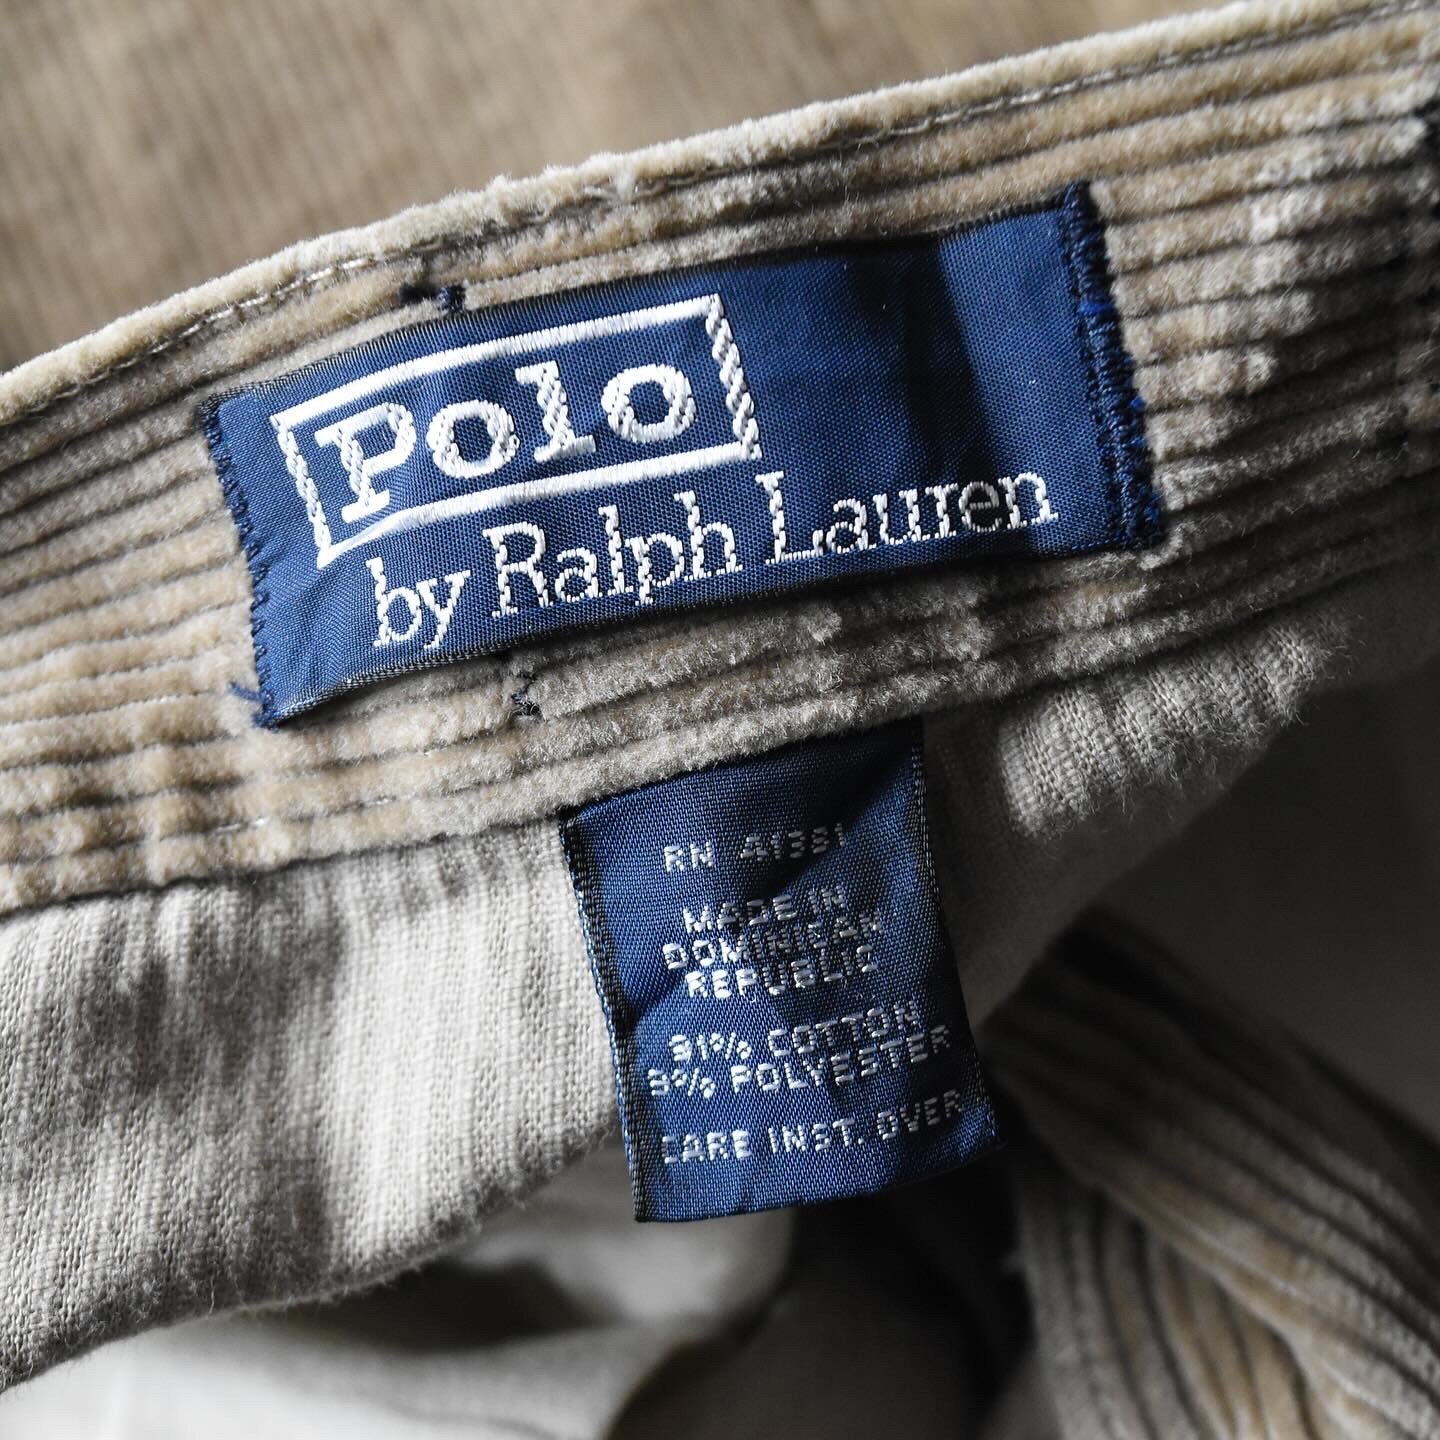 Polo
by Ralph Lauren
RN 41381
MADE IN
DOMINICAN
REPUBLIC
91% COTTON
9% POLYESTER
CARE INST. OVER